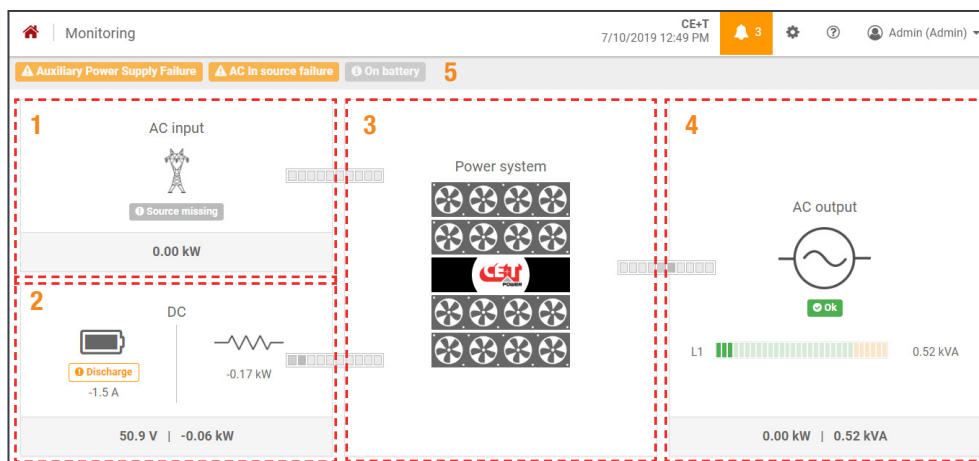 Monitoring
CE+T
7/10/2019 12:49 PM
3
Admin (Admin)
Auxiliary Power Supply Failure
AC In source failure
On battery
5
1
AC input
Source missing
0.00 kW
2
DC
Discharge
-1.5 A
-0.17 kW
50.9 V | -0.06 kW
3
Power system
CE+T
POWER
4
AC output
Ok
L1
0.52 kVA
0.00 kW | 0.52 kVA